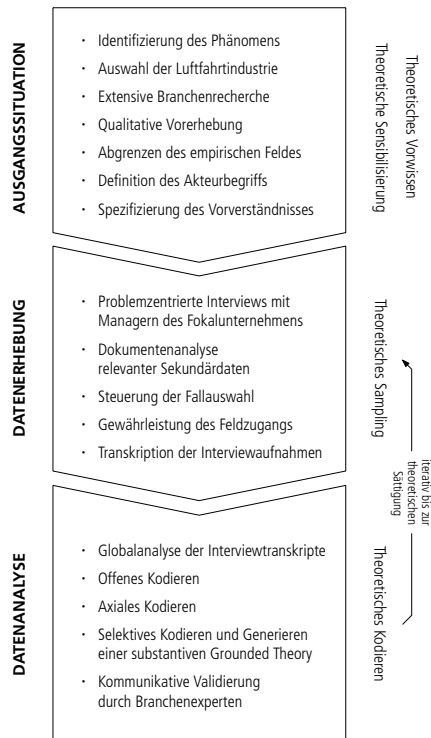 AUSGANGSSITUATION
· Identifizierung des Phänomens
· Auswahl der Luftfahrtindustrie
· Extensive Branchenrecherche
· Qualitative Vorerhebung
· Abgrenzen des empirischen Feldes
· Definition des Akteurbegriffs
· Spezifizierung des Vorverständnisses
Theoretisches Vorwissen
Theoretische Sensibilisierung
DATENERHEBUNG
· Problemzentrierte Interviews mit
Managern des Fokalunternehmens
· Dokumentenanalyse
relevanter Sekundärdaten
· Steuerung der Fallauswahl
· Gewährleistung des Feldzugangs
· Transkription der Interviewaufnahmen
Theoretisches Sampling
iterativ bis zur
theoretischen
Sättigung
DATENANALYSE
· Globalanalyse der Interviewtranskripte
· Offenes Kodieren
· Axiales Kodieren
· Selektives Kodieren und Generieren
einer substantiven Grounded Theory
· Kommunikative Validierung
durch Branchenexperten
Theoretisches Kodieren